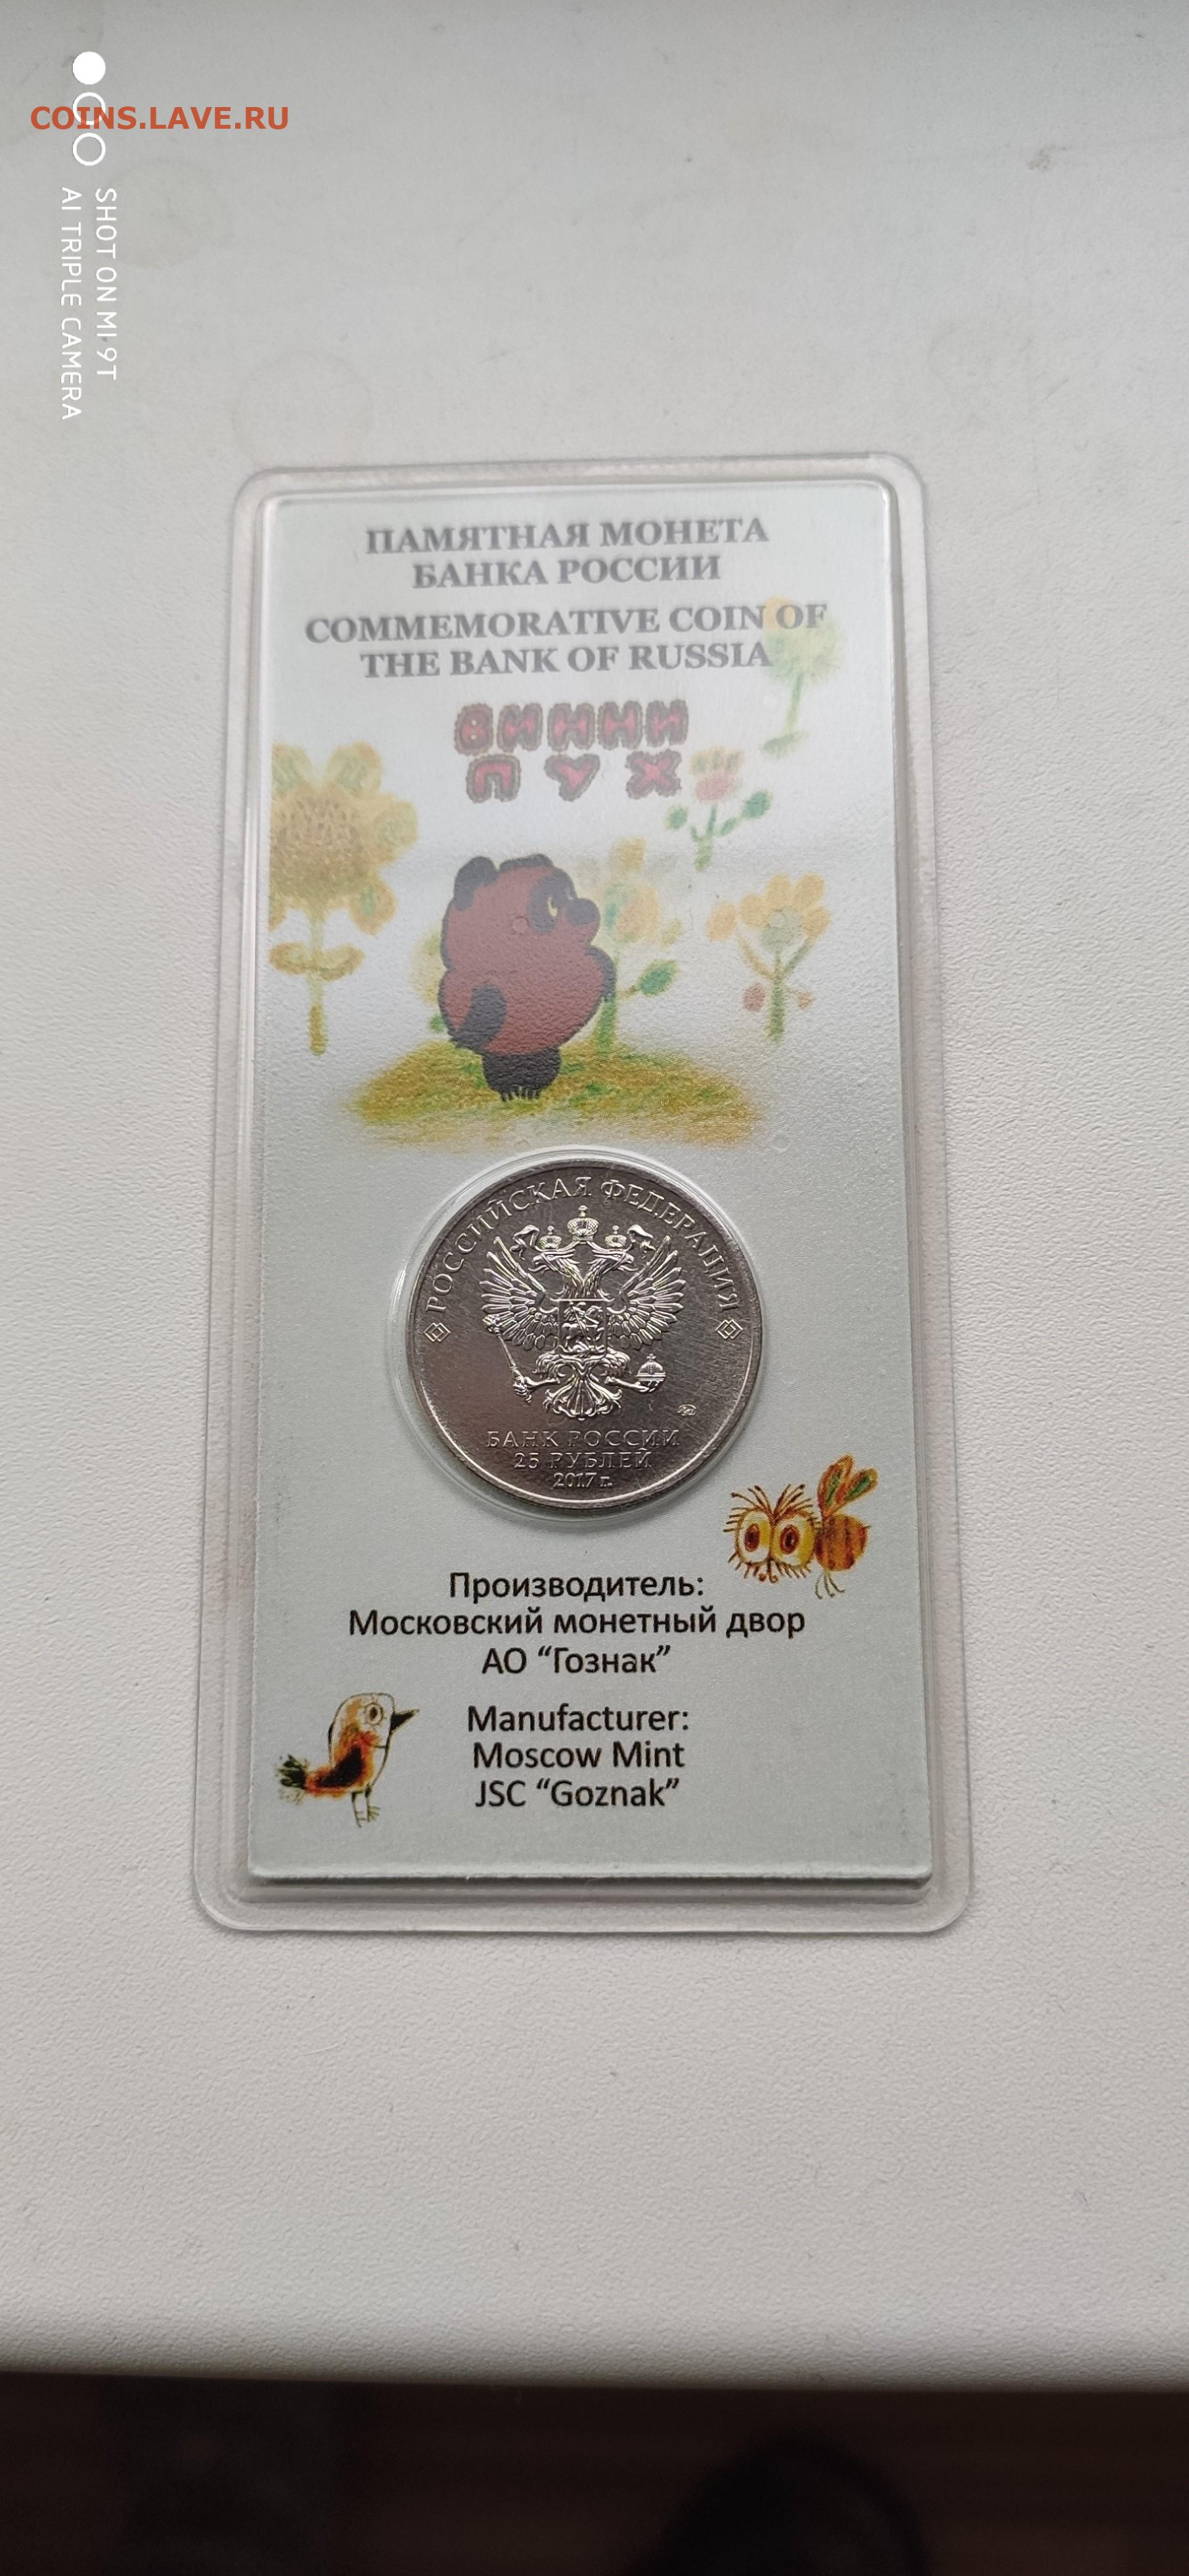 COINS.LAVE.RU
SHOT ON MI 9T
AI TRIPLE CAMERA
ПАМЯТНАЯ МОНЕТА
БАНКА РОССИИ
COMMEMORATIVE COIN OF
THE BANK OF RUSSIA
ВИННИ
ПУХ
РОССИЙСКАЯ ФЕДЕРАЦИЯ
БАНК РОССИИ
25 РУБЛЕЙ
2017 г.
Производитель:
Московский монетный двор
АО “Гознак”
Manufacturer:
Moscow Mint
JSC “Goznak”